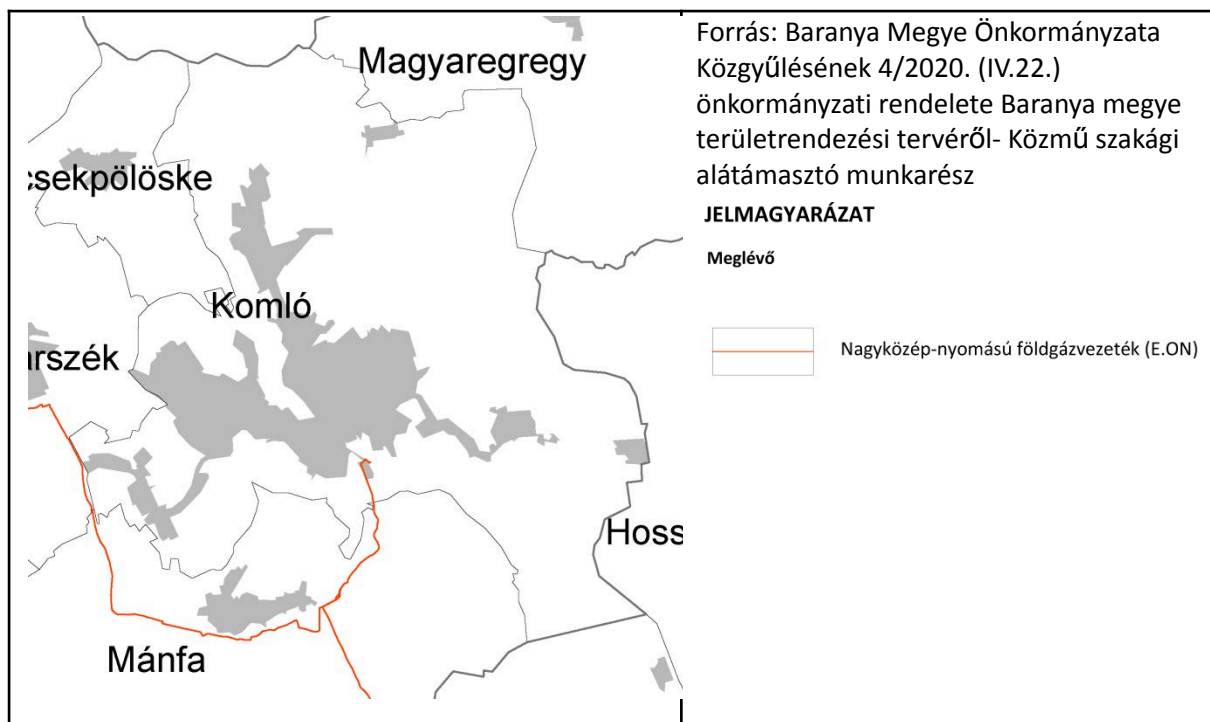 Magyaregregy
csekpölöske
Komló
arszék
Hoss
Mánfa
Forrás: Baranya Megye Önkormányzata
Közgyűlésének 4/2020. (IV.22.)
önkormányzati rendelete Baranya megye
területrendezési tervéről- Közmű szakági
alátámasztó munkarész
JELMAGYARÁZAT
Meglévő
Nagyközép-nyomású földgázvezeték (E.ON)